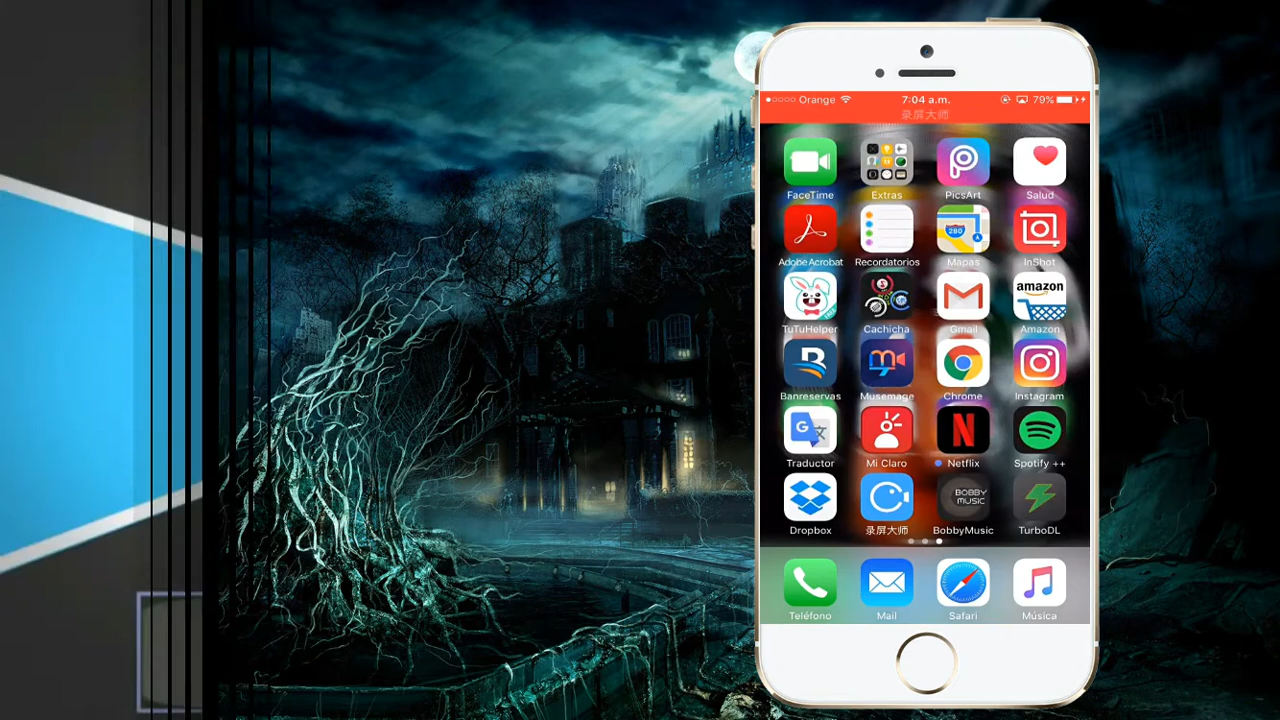 Orange 7:04 a.m. 79%
录屏大师
FaceTime Extras PicsArt Salud
280
Adobe Acrobat Recordatorios Mapas InShot
amazon
TuTuHelper Cachicha Gmail Amazon
Banreservas Musemage Chrome Instagram
G 文
Traductor Mi Claro Netflix Spotify ++
BOBBY
MUSIC
Dropbox 录屏大师 BobbyMusic TurboDL
Teléfono Mail Safari Música